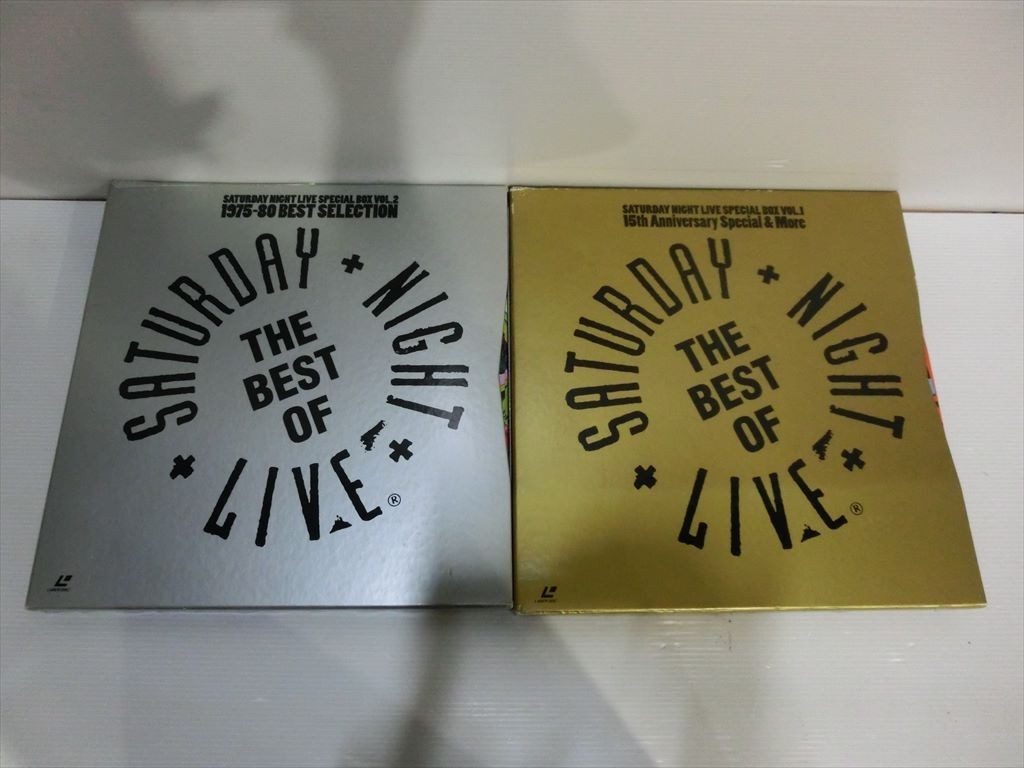 SATURDAY NIGHT LIVE SPECIAL BOX VOL.2
1975-80 BEST SELECTION
SATURDAY NIGHT
THE
BEST
OF
LIVE ®
SATURDAY NIGHT LIVE SPECIAL BOX VOL.1
15th Anniversary Special & More
SATURDAY NIGHT
THE
BEST
OF
LIVE ®